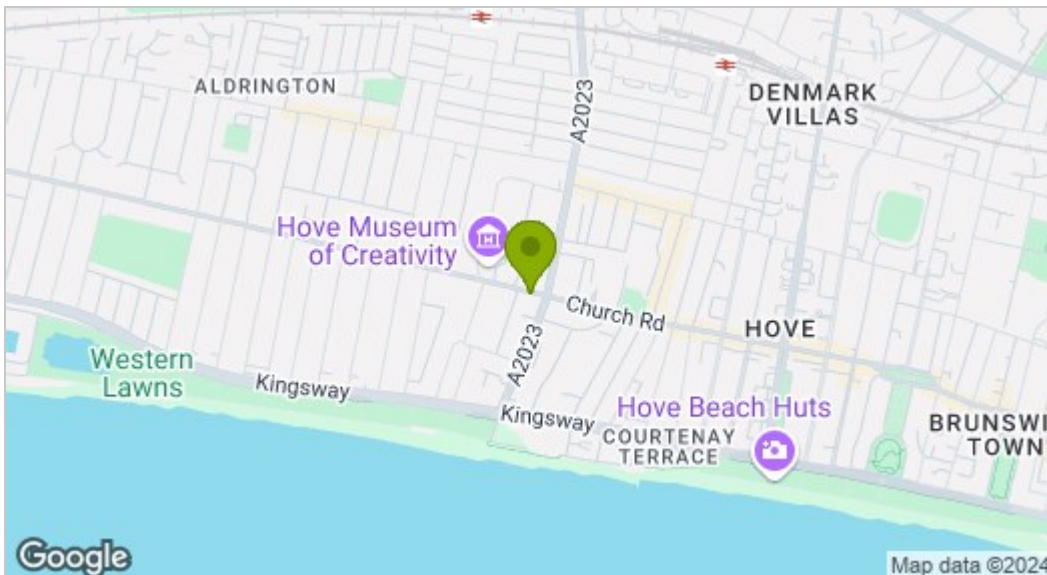 ALDRINGTON
A2023
DENMARK
VILLAS
Hove Museum
of Creativity
Church Rd
HOVE
A2023
Western
Lawns
Kingsway
Kingsway
Hove Beach Huts
COURTENAY
TERRACE
BRUNSWI
TOWN
Google
Map data ©2024